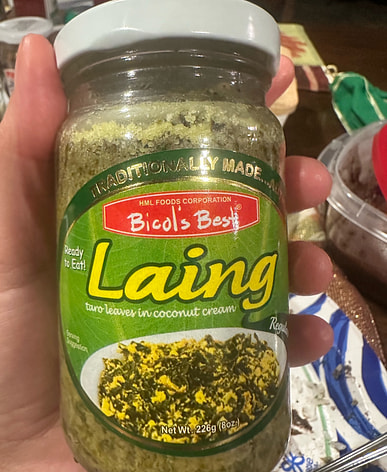 TRADITIONALLY MADE...
HML FOODS CORPORATION
Bicol's Best®
Ready
to Eat!
Laing
taro leaves in coconut cream
Serving
Suggestion
Net Wt. 226g (8oz.)